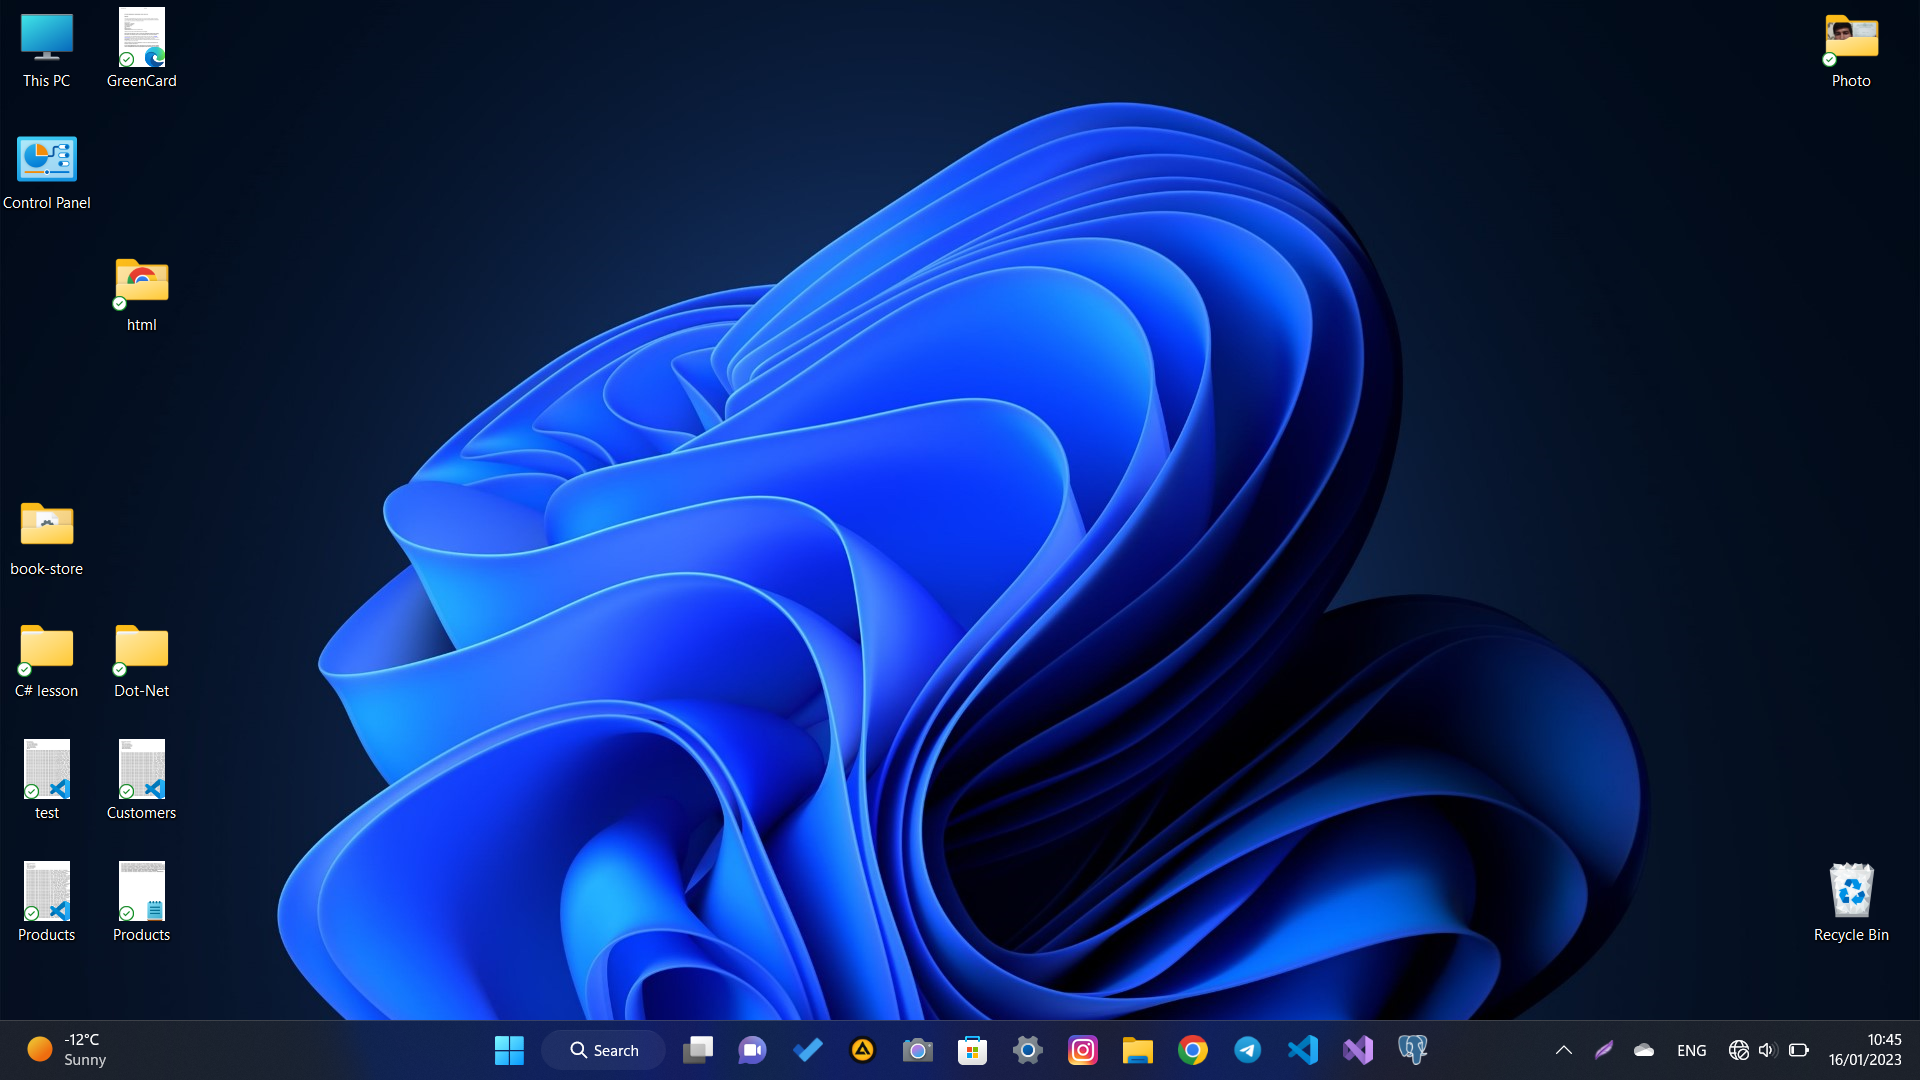 This PC
GreenCard
Photo
Control Panel
html
book-store
C# lesson
Dot-Net
test
Customers
Products
Products
Recycle Bin
-12°C
Sunny
Search
ENG
10:45
16/01/2023